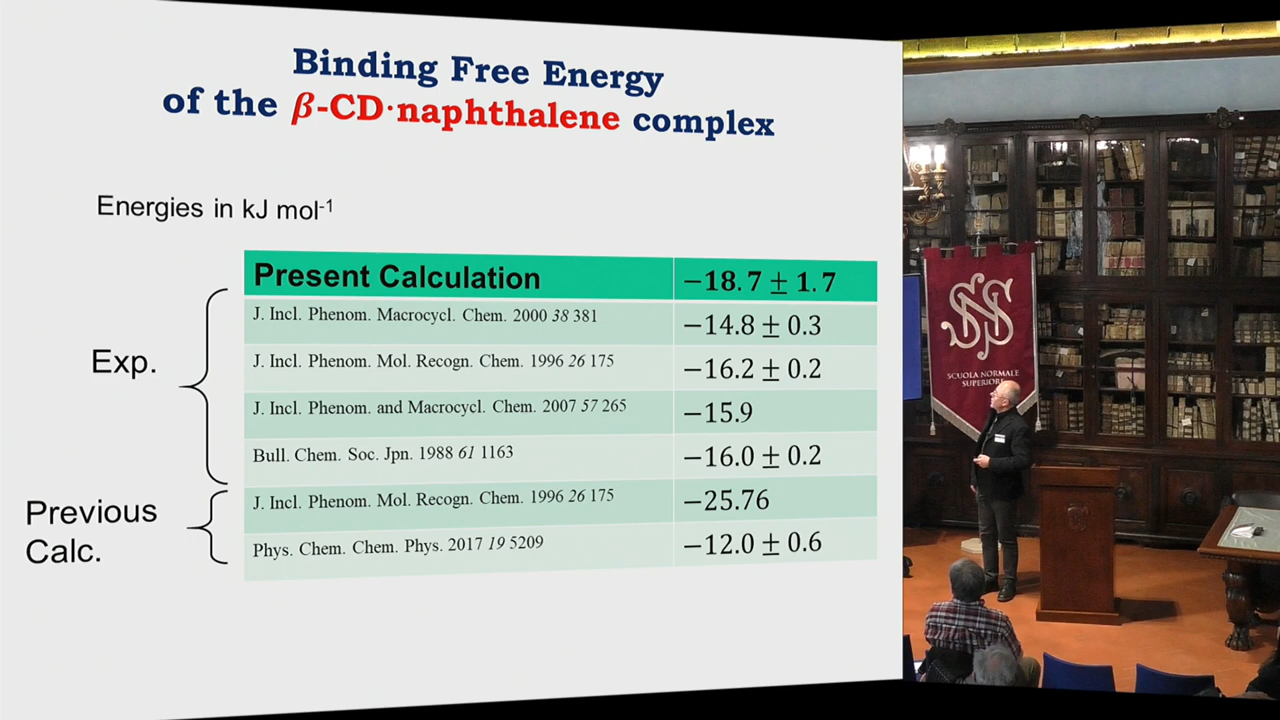 Binding Free Energy
of the β-CD·naphthalene complex
Energies in kJ mol⁻¹
Present Calculation −18.7 ± 1.7
Exp.
J. Incl. Phenom. Macrocycl. Chem. 2000 38 381 −14.8 ± 0.3
J. Incl. Phenom. Mol. Recogn. Chem. 1996 26 175 −16.2 ± 0.2
J. Incl. Phenom. and Macrocycl. Chem. 2007 57 265 −15.9
Bull. Chem. Soc. Jpn. 1988 61 1163 −16.0 ± 0.2
Previous
Calc.
J. Incl. Phenom. Mol. Recogn. Chem. 1996 26 175 −25.76
Phys. Chem. Chem. Phys. 2017 19 5209 −12.0 ± 0.6
SNS
SCUOLA NORMALE
SUPERIORE